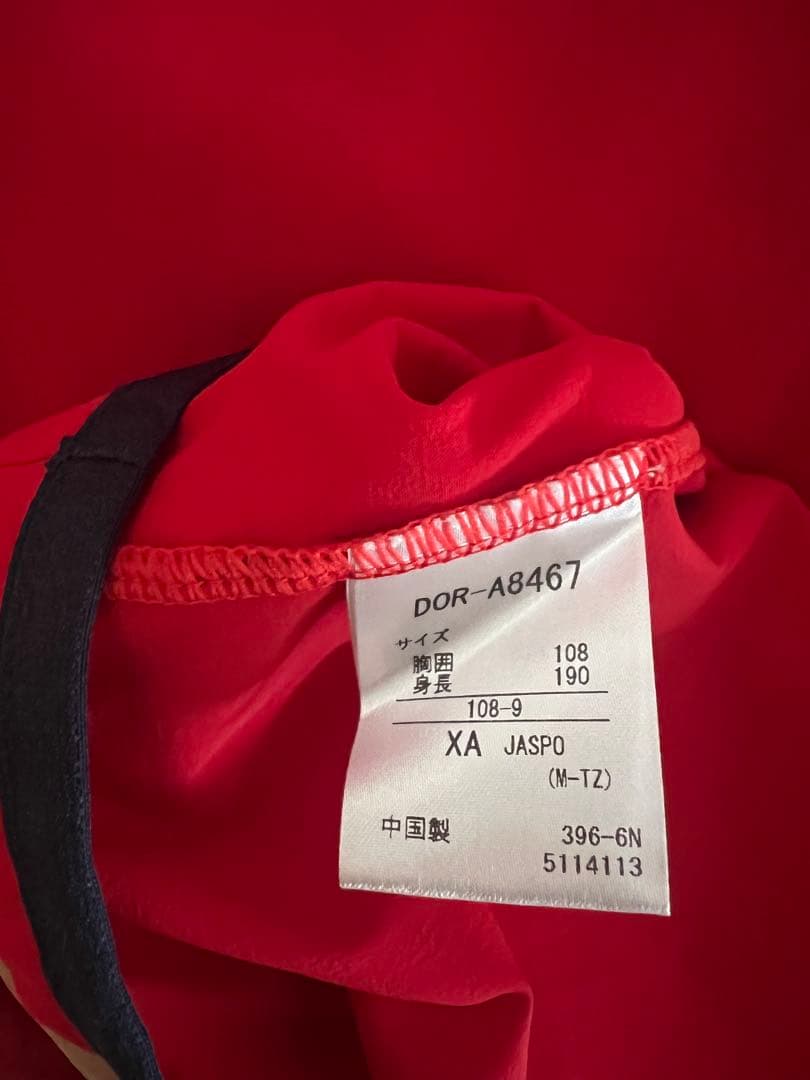 DOR-A8467
サイズ
胸囲 108
身長 190
108-9
XA JASPO
(M-TZ)
中国製 396-6N
5114113